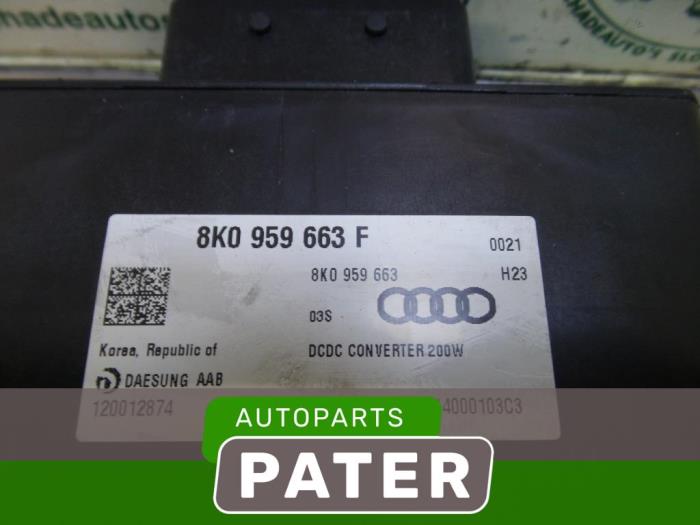 8K0 959 663 F
0021
8K0 959 663
H23
03S
Korea, Republic of
DCDC CONVERTER 200W
DAESUNG AAB
120012874
4000103C3
AUTOPARTS
PATER